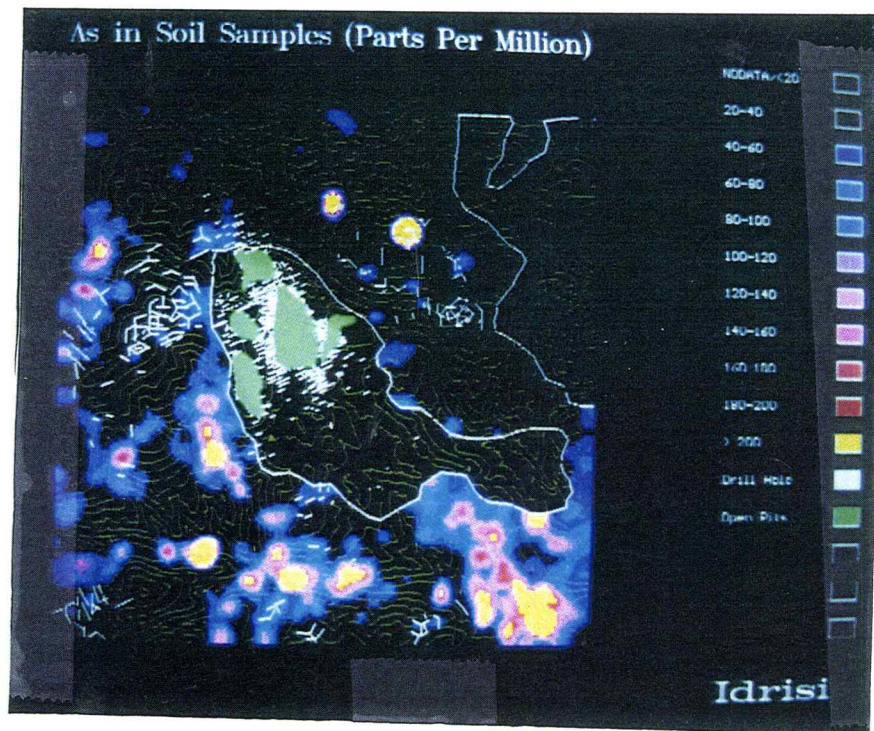 As in Soil Samples (Parts Per Million)
NODATA/<20
20-40
40-60
60-80
80-100
100-120
120-140
140-160
160-180
180-200
> 200
Drill Hole
Open Pits
Idrisi